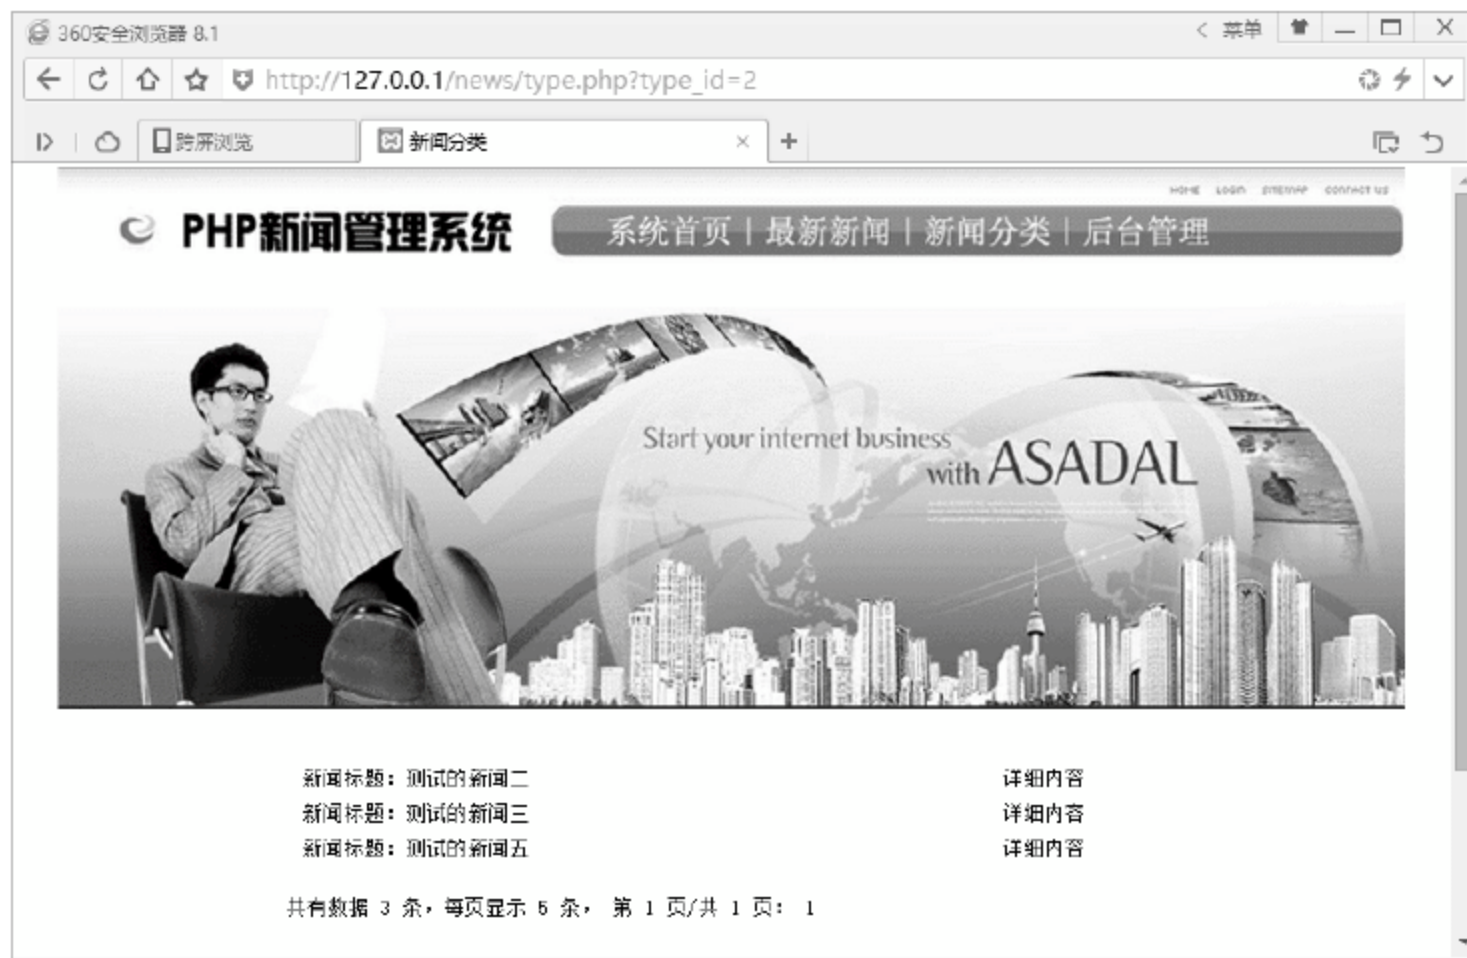 360安全浏览器 8.1
菜单
http://127.0.0.1/news/type.php?type_id=2
跨屏浏览
新闻分类
HOME LOGIN SITEMAP CONTACT US
PHP新闻管理系统
系统首页 | 最新新闻 | 新闻分类 | 后台管理
Start your internet business
with ASADAL
新闻标题：测试的新闻二 详细内容
新闻标题：测试的新闻三 详细内容
新闻标题：测试的新闻五 详细内容
共有数据 3 条，每页显示 5 条， 第 1 页/共 1 页： 1